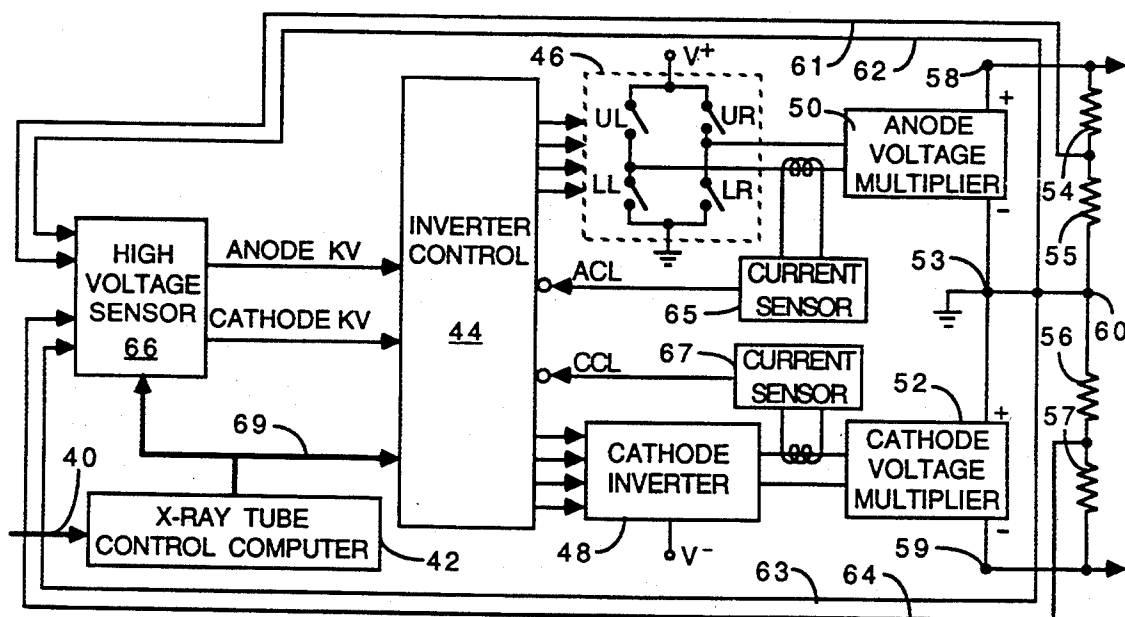 61
62
58
46
V+
UL
UR
50
+
ANODE
VOLTAGE
MULTIPLIER
-
54
LL
LR
55
HIGH
VOLTAGE
SENSOR
66
ANODE KV
CATHODE KV
INVERTER
CONTROL
44
ACL
CURRENT
SENSOR
65
53
60
CCL
67
CURRENT
SENSOR
56
52
57
+
69
CATHODE
INVERTER
CATHODE
VOLTAGE
MULTIPLIER
-
40
X-RAY TUBE
CONTROL COMPUTER
42
48
V-
59
63
64